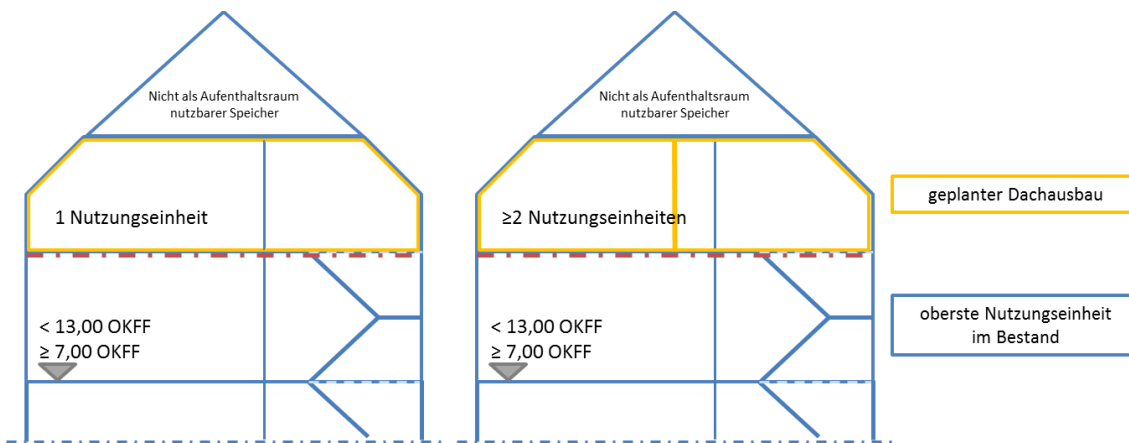 Nicht als Aufenthaltsraum
nutzbarer Speicher
1 Nutzungseinheit
< 13,00 OKFF
≥ 7,00 OKFF
Nicht als Aufenthaltsraum
nutzbarer Speicher
≥2 Nutzungseinheiten
< 13,00 OKFF
≥ 7,00 OKFF
geplanter Dachausbau
oberste Nutzungseinheit
im Bestand